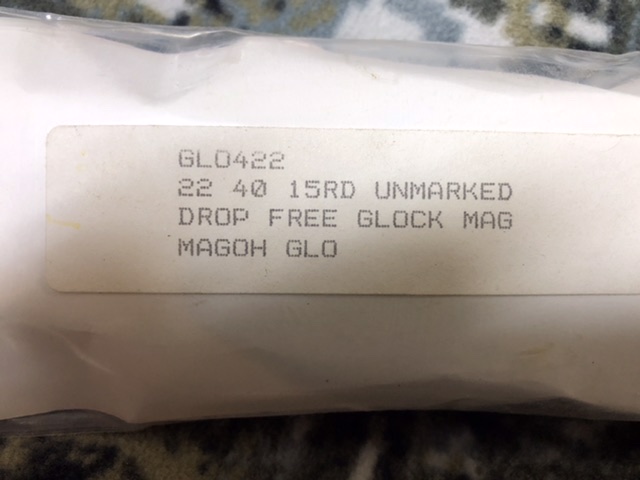 GLO422
22 40 15RD UNMARKED
DROP FREE GLOCK MAG
MAGOH GLO